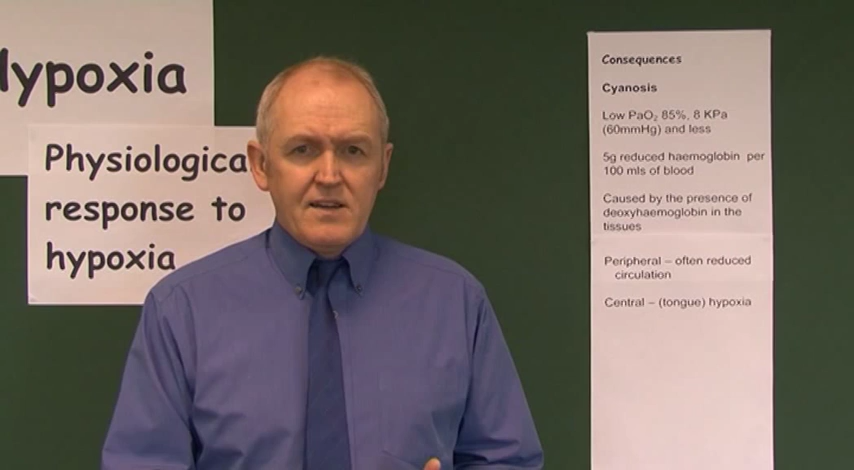 Hypoxia
Physiologica
response to
hypoxia
Consequences
Cyanosis
Low PaO₂ 85%, 8 KPa
(60mmHg) and less
5g reduced haemoglobin per
100 mls of blood
Caused by the presence of
deoxyhaemoglobin in the
tissues
Peripheral – often reduced
circulation
Central – (tongue) hypoxia